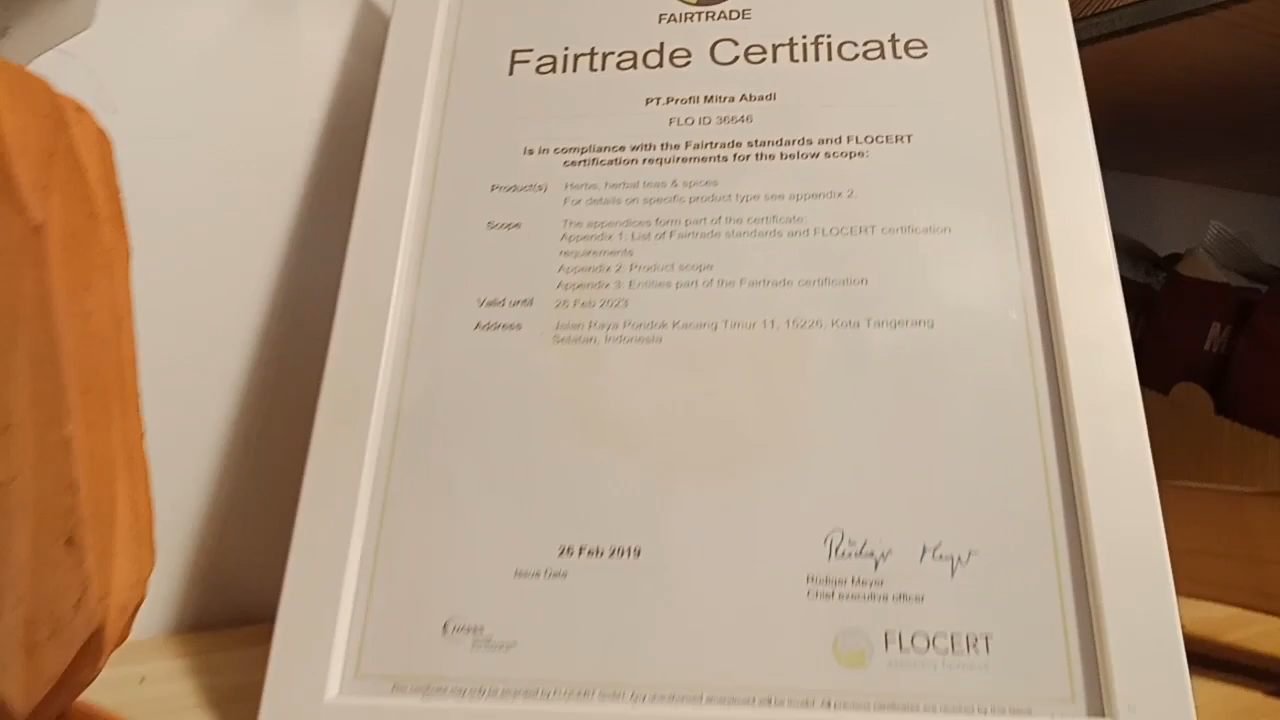 FAIRTRADE
Fairtrade Certificate
PT.Profil Mitra Abadi
FLO ID 36646
is in compliance with the Fairtrade standards and FLOCERT
certification requirements for the below scope:
Product(s) Herbs, herbal teas & spices
For details on specific product type see appendix 2.
Scope The appendices form part of the certificate:
Appendix 1: List of Fairtrade standards and FLOCERT certification
requirements
Appendix 2: Product scope
Appendix 3: Entities part of the Fairtrade certification
Valid until 26 Feb 2023
Address Jalan Raya Pondok Kacang Timur 11, 15226, Kota Tangerang
Selatan, Indonesia
26 Feb 2019
Issue Date
Rüdiger Meyer
Chief executive officer
FLOCERT
M